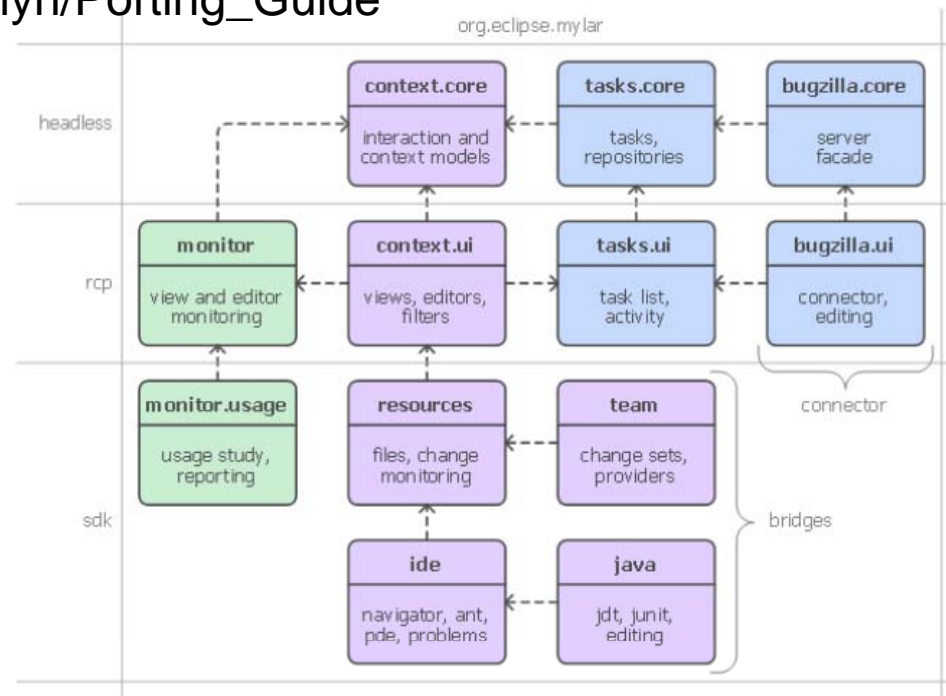 lyn/Porting_Guide
org.eclipse.mylar
headless
context.core
interaction and
context models
tasks.core
tasks,
repositories
bugzilla.core
server
facade
rcp
monitor
view and editor
monitoring
context.ui
views, editors,
filters
tasks.ui
task list,
activity
bugzilla.ui
connector,
editing
connector
sdk
monitor.usage
usage study,
reporting
resources
files, change
monitoring
team
change sets,
providers
bridges
ide
navigator, ant,
pde, problems
java
jdt, junit,
editing